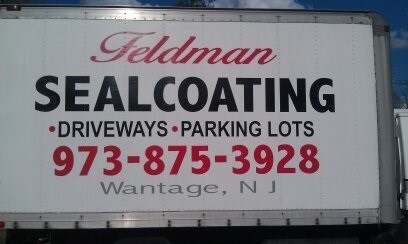 Feldman
SEALCOATING
•DRIVEWAYS •PARKING LOTS
973-875-3928
Wantage, N J